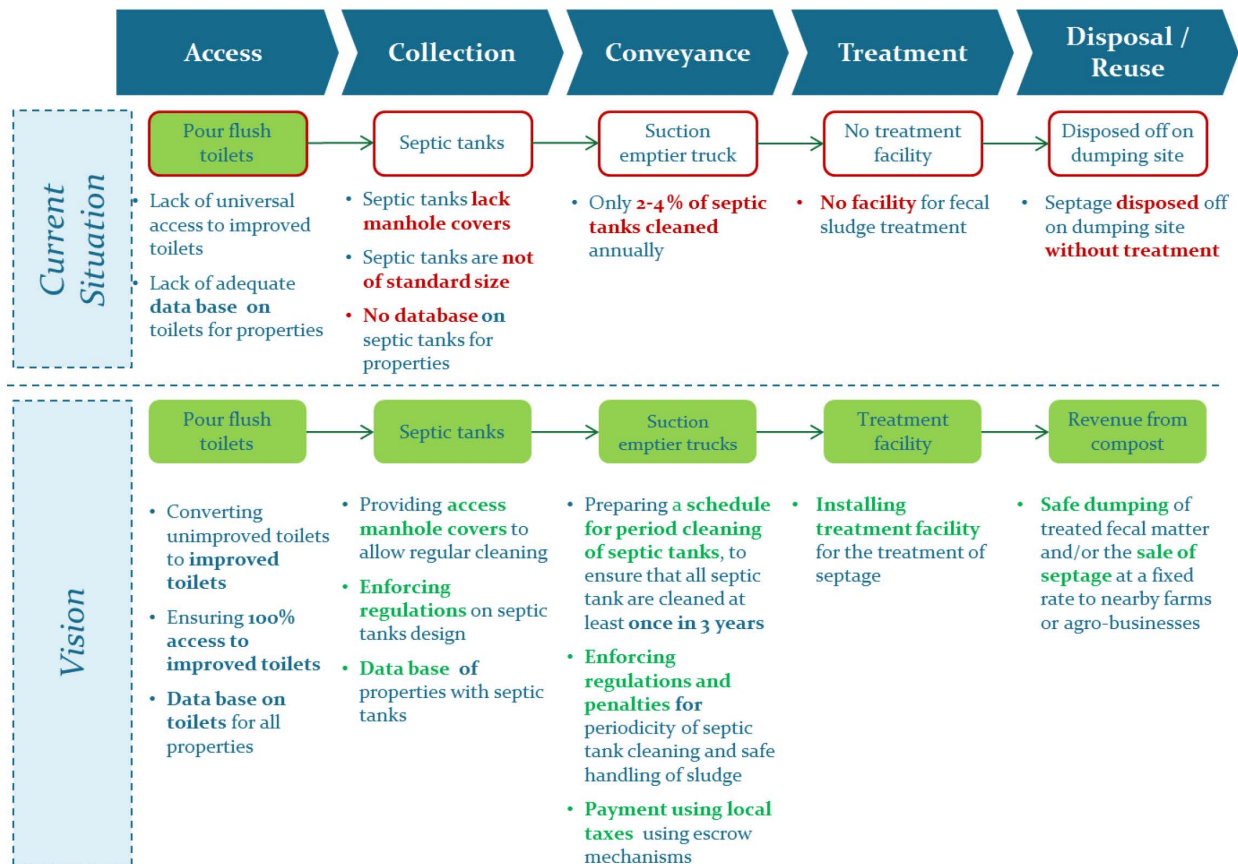 Access
Collection
Conveyance
Treatment
Disposal /
Reuse
Current
Situation
Pour flush
toilets
Septic tanks
Suction
emptier truck
No treatment
facility
Disposed off on
dumping site
• Lack of universal
access to improved
toilets
• Lack of adequate
data base on
toilets for properties
• Septic tanks lack
manhole covers
• Septic tanks are not
of standard size
• No database on
septic tanks for
properties
• Only 2-4% of septic
tanks cleaned
annually
• No facility for fecal
sludge treatment
• Septage disposed off
on dumping site
without treatment
Vision
Pour flush
toilets
Septic tanks
Suction
emptier trucks
Treatment
facility
Revenue from
compost
• Converting
unimproved toilets
to improved
toilets
• Ensuring 100%
access to
improved toilets
• Data base on
toilets for all
properties
• Providing access
manhole covers to
allow regular cleaning
• Enforcing
regulations on septic
tanks design
• Data base of
properties with septic
tanks
• Preparing a schedule
for period cleaning
of septic tanks, to
ensure that all septic
tank are cleaned at
least once in 3 years
• Enforcing
regulations and
penalties for
periodicity of septic
tank cleaning and safe
handling of sludge
• Payment using local
taxes using escrow
mechanisms
• Installing
treatment facility
for the treatment of
septage
• Safe dumping of
treated fecal matter
and/or the sale of
septage at a fixed
rate to nearby farms
or agro-businesses